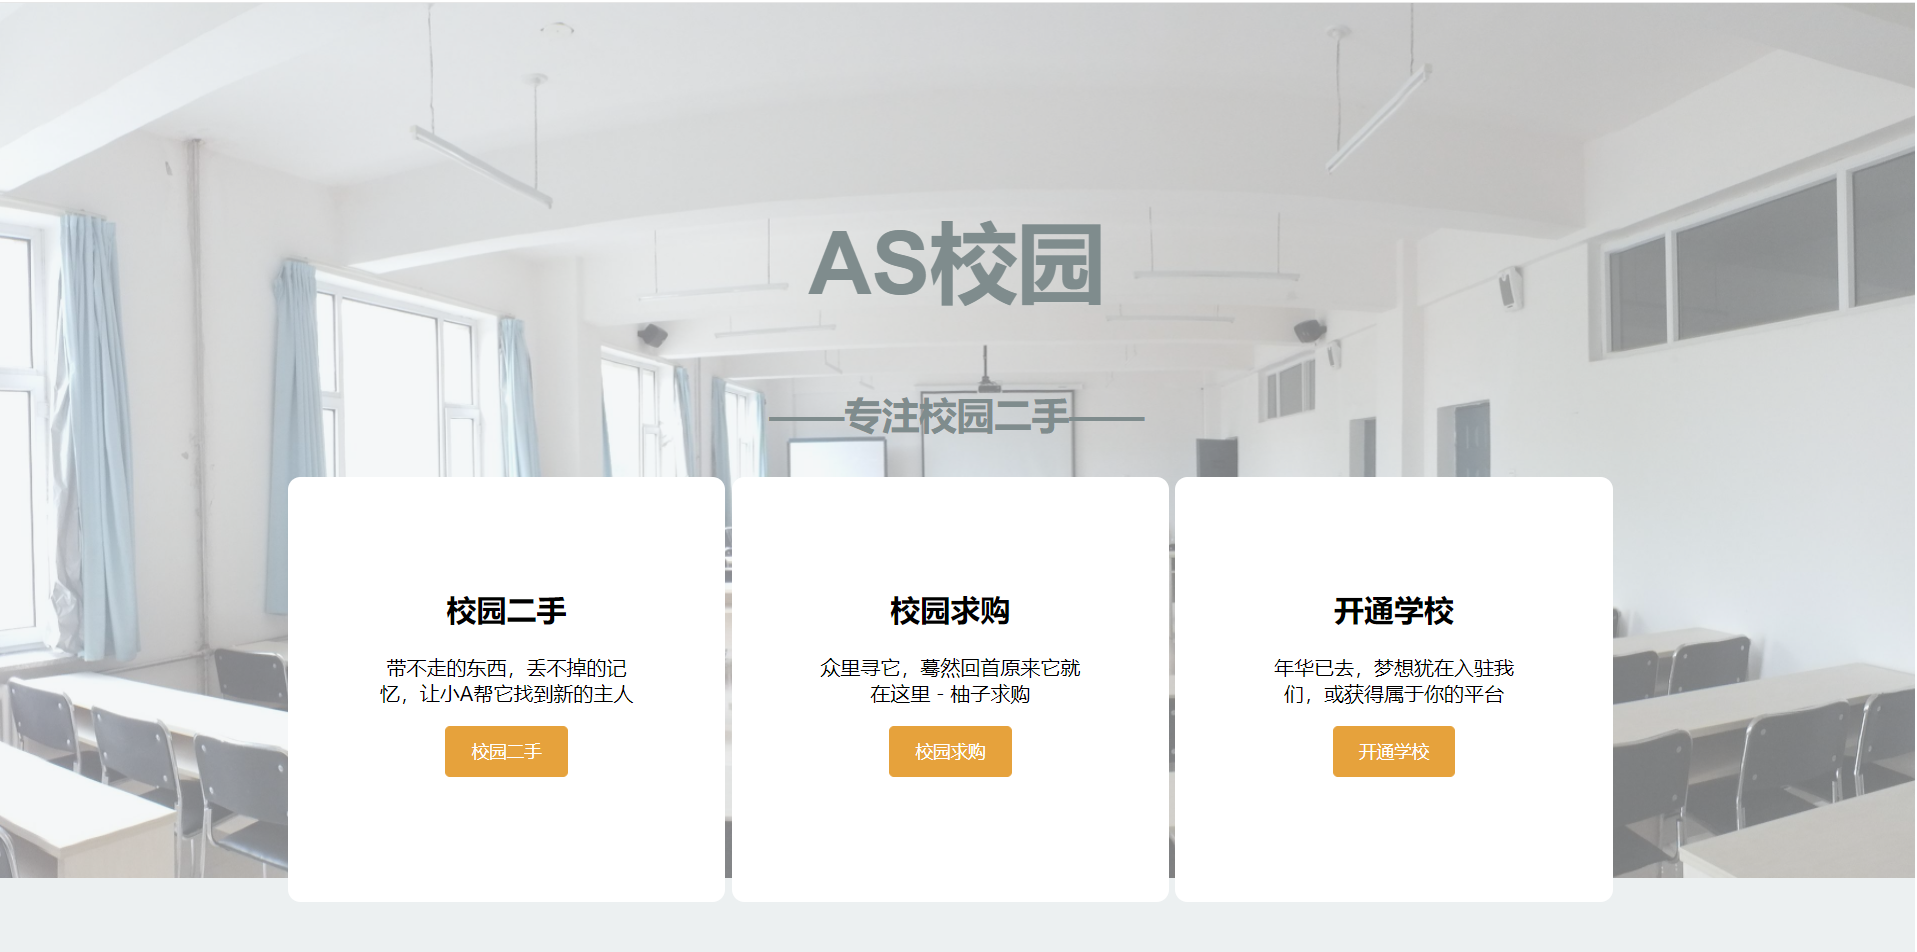 AS校园
——专注校园二手——
校园二手
带不走的东西，丢不掉的记
忆，让小A帮它找到新的主人
校园二手
校园求购
众里寻它，蓦然回首原来它就
在这里 - 柚子求购
校园求购
开通学校
年华已去，梦想犹在入驻我
们，或获得属于你的平台
开通学校